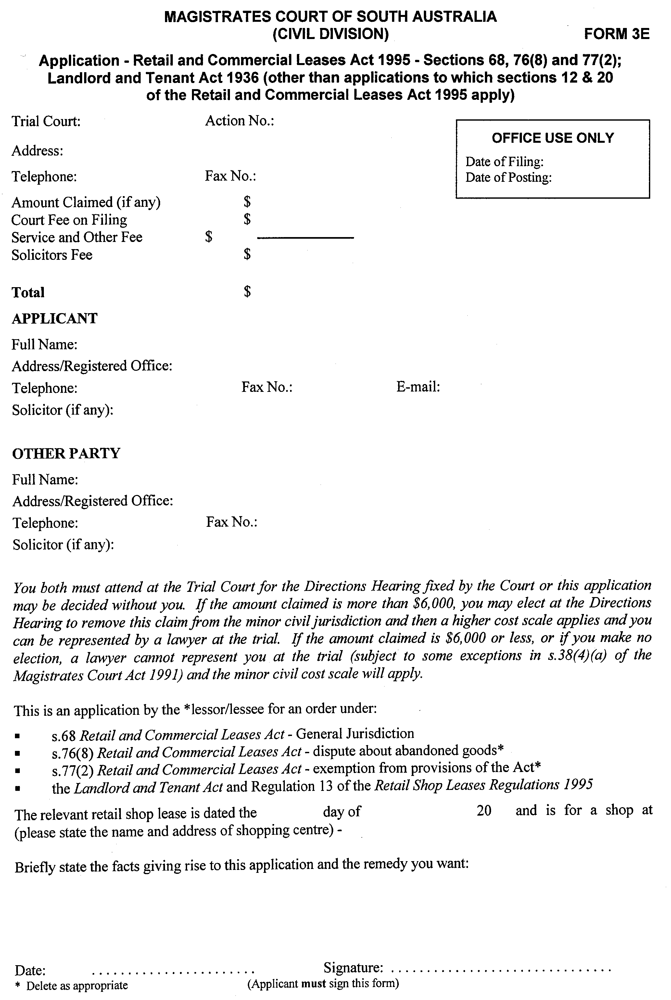 MAGISTRATES COURT OF SOUTH AUSTRALIA
(CIVIL DIVISION) FORM 3E
Application - Retail and Commercial Leases Act 1995 - Sections 68, 76(8) and 77(2);
Landlord and Tenant Act 1936 (other than applications to which sections 12 & 20
of the Retail and Commercial Leases Act 1995 apply)
Trial Court: Action No.:
OFFICE USE ONLY
Address:
Date of Filing:
Telephone: Fax No.:
Date of Posting:
Amount Claimed (if any) $
Court Fee on Filing $
Service and Other Fee $
Solicitors Fee $
Total $
APPLICANT
Full Name:
Address/Registered Office:
Telephone: Fax No.: E-mail:
Solicitor (if any):
OTHER PARTY
Full Name:
Address/Registered Office:
Telephone: Fax No.:
Solicitor (if any):
You both must attend at the Trial Court for the Directions Hearing fixed by the Court or this application
may be decided without you. If the amount claimed is more than $6,000, you may elect at the Directions
Hearing to remove this claim from the minor civil jurisdiction and then a higher cost scale applies and you
can be represented by a lawyer at the trial. If the amount claimed is $6,000 or less, or if you make no
election, a lawyer cannot represent you at the trial (subject to some exceptions in s.38(4)(a) of the
Magistrates Court Act 1991) and the minor civil cost scale will apply.
This is an application by the *lessor/lessee for an order under:
▪ s.68 Retail and Commercial Leases Act - General Jurisdiction
▪ s.76(8) Retail and Commercial Leases Act - dispute about abandoned goods*
▪ s.77(2) Retail and Commercial Leases Act - exemption from provisions of the Act*
▪ the Landlord and Tenant Act and Regulation 13 of the Retail Shop Leases Regulations 1995
The relevant retail shop lease is dated the day of 20 and is for a shop at
(please state the name and address of shopping centre) -
Briefly state the facts giving rise to this application and the remedy you want:
Date: ........................ Signature: ................................
* Delete as appropriate (Applicant must sign this form)